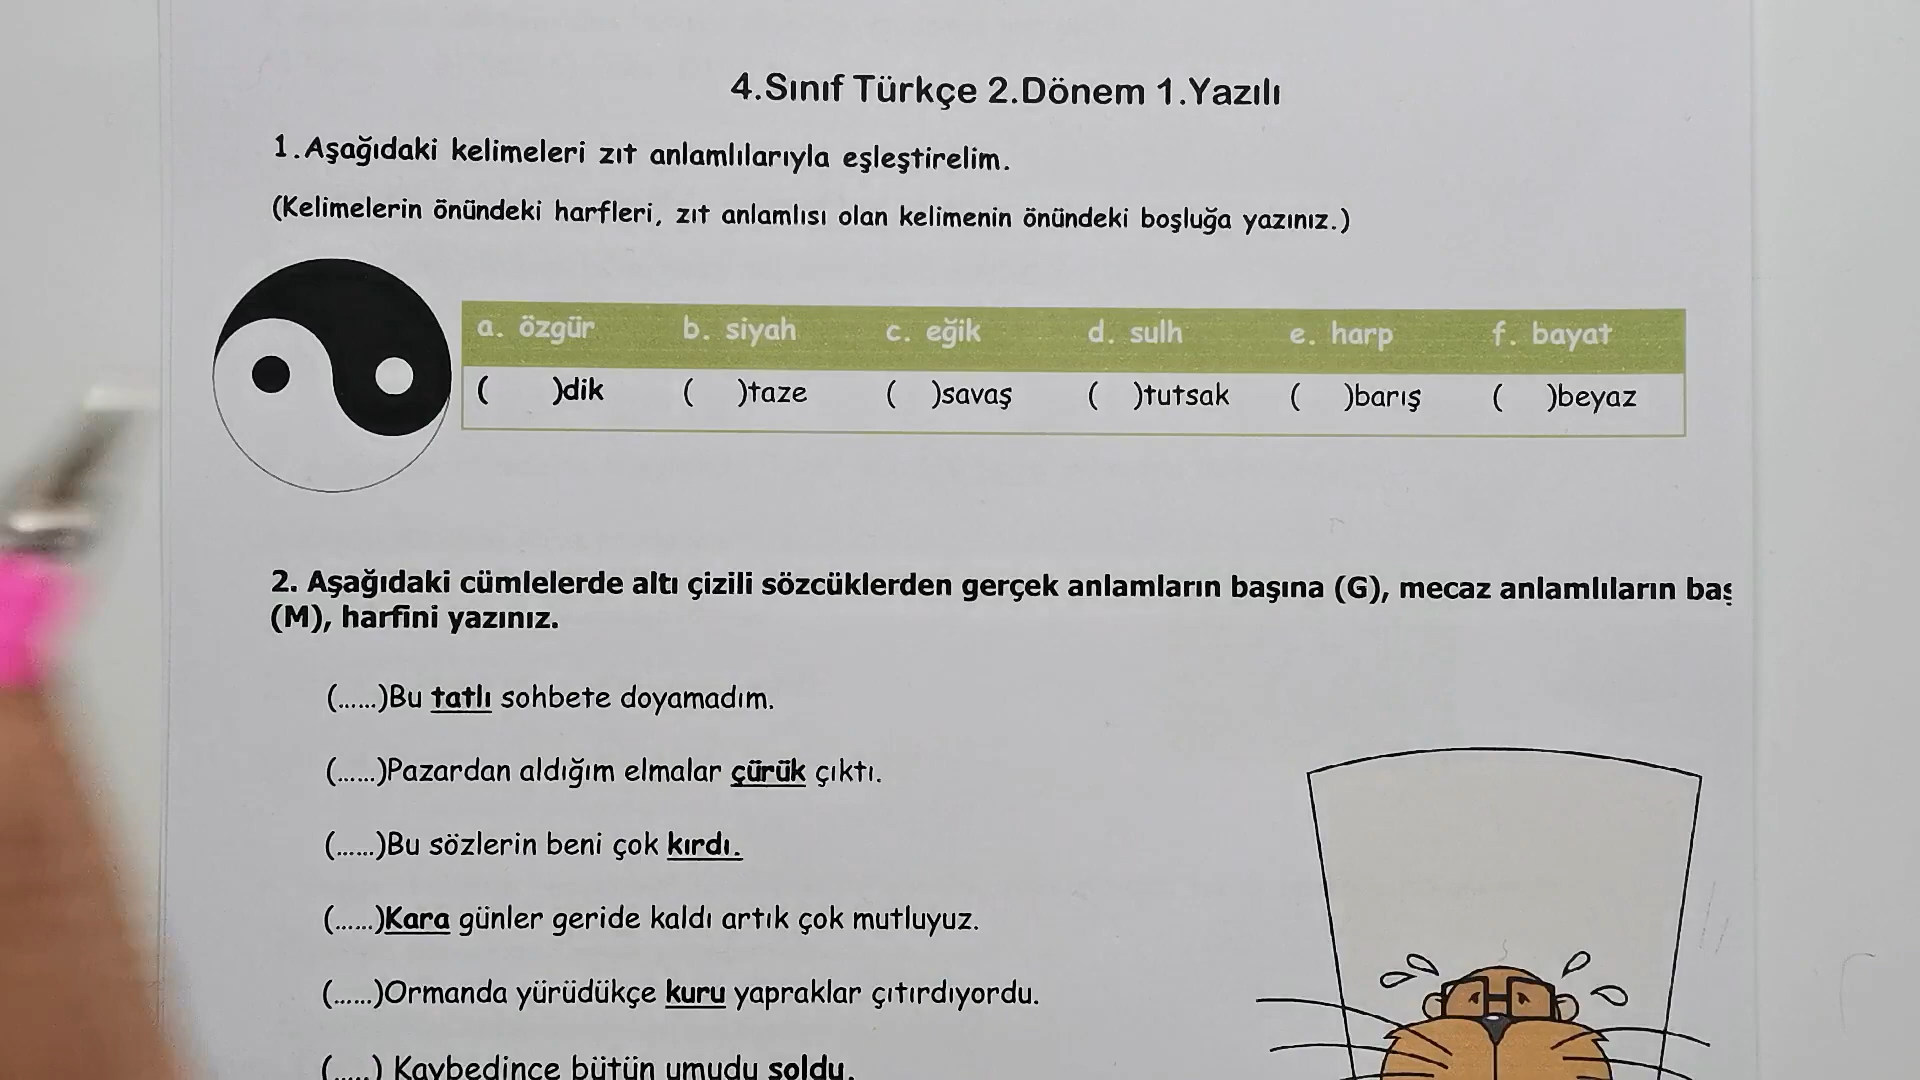 4.Sınıf Türkçe 2.Dönem 1.Yazılı
1.Aşağıdaki kelimeleri zıt anlamlılarıyla eşleştirelim.
(Kelimelerin önündeki harfleri, zıt anlamlısı olan kelimenin önündeki boşluğa yazınız.)
a. özgür b. siyah c. eğik d. sulh e. harp f. bayat
( )dik ( )taze ( )savaş ( )tutsak ( )barış ( )beyaz
2. Aşağıdaki cümlelerde altı çizili sözcüklerden gerçek anlamların başına (G), mecaz anlamlıların baş
(M), harfini yazınız.
(......)Bu tatlı sohbete doyamadım.
(......)Pazardan aldığım elmalar çürük çıktı.
(......)Bu sözlerin beni çok kırdı.
(......)Kara günler geride kaldı artık çok mutluyuz.
(......)Ormanda yürüdükçe kuru yapraklar çıtırdıyordu.
(.....) Kaybedince bütün umudu soldu.